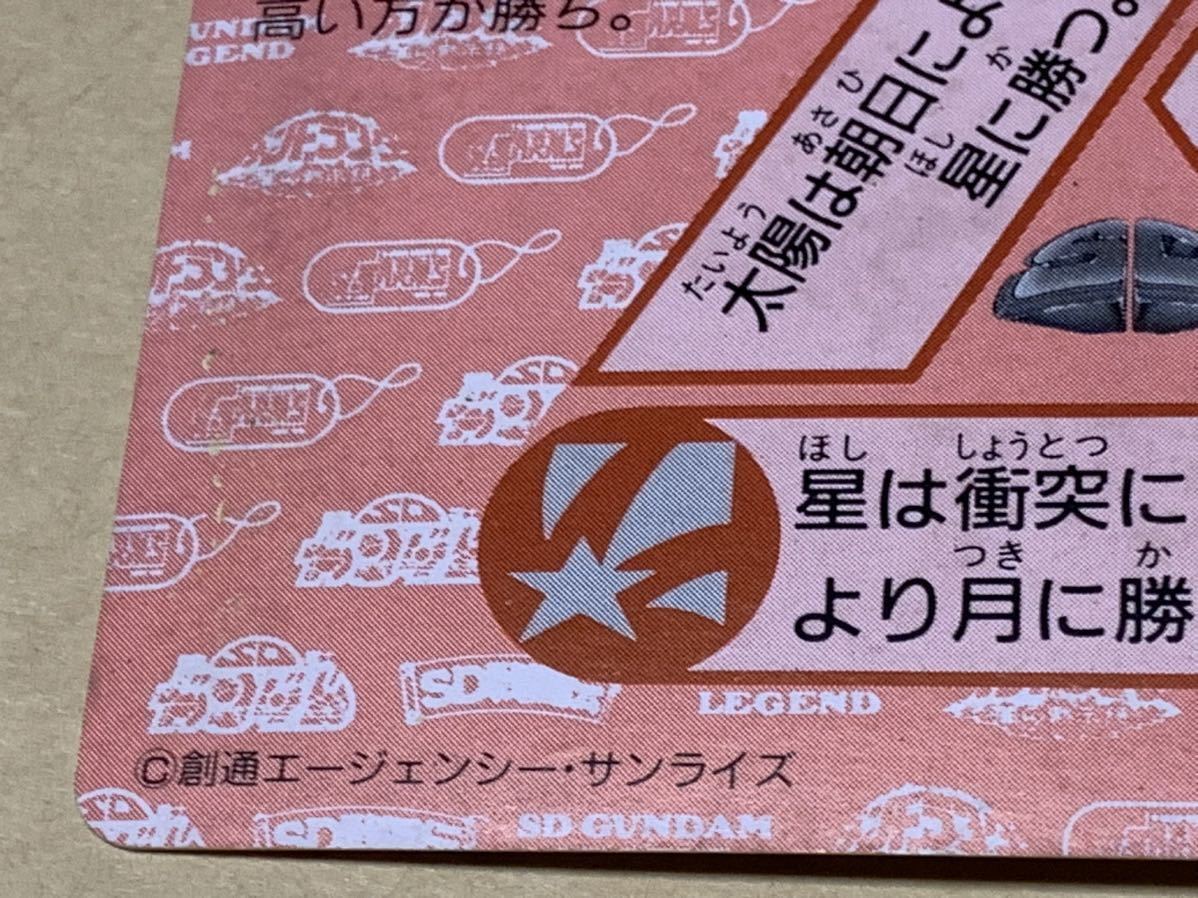 高い方が勝ち。
LEGEND
たいよう あさ ひ
太陽は朝日によ
ほし か
星に勝つ。
ほし しょうとつ
星は衝突に
つき か
より月に勝
LEGEND
©創通エージェンシー・サンライズ
SD GUNDAM